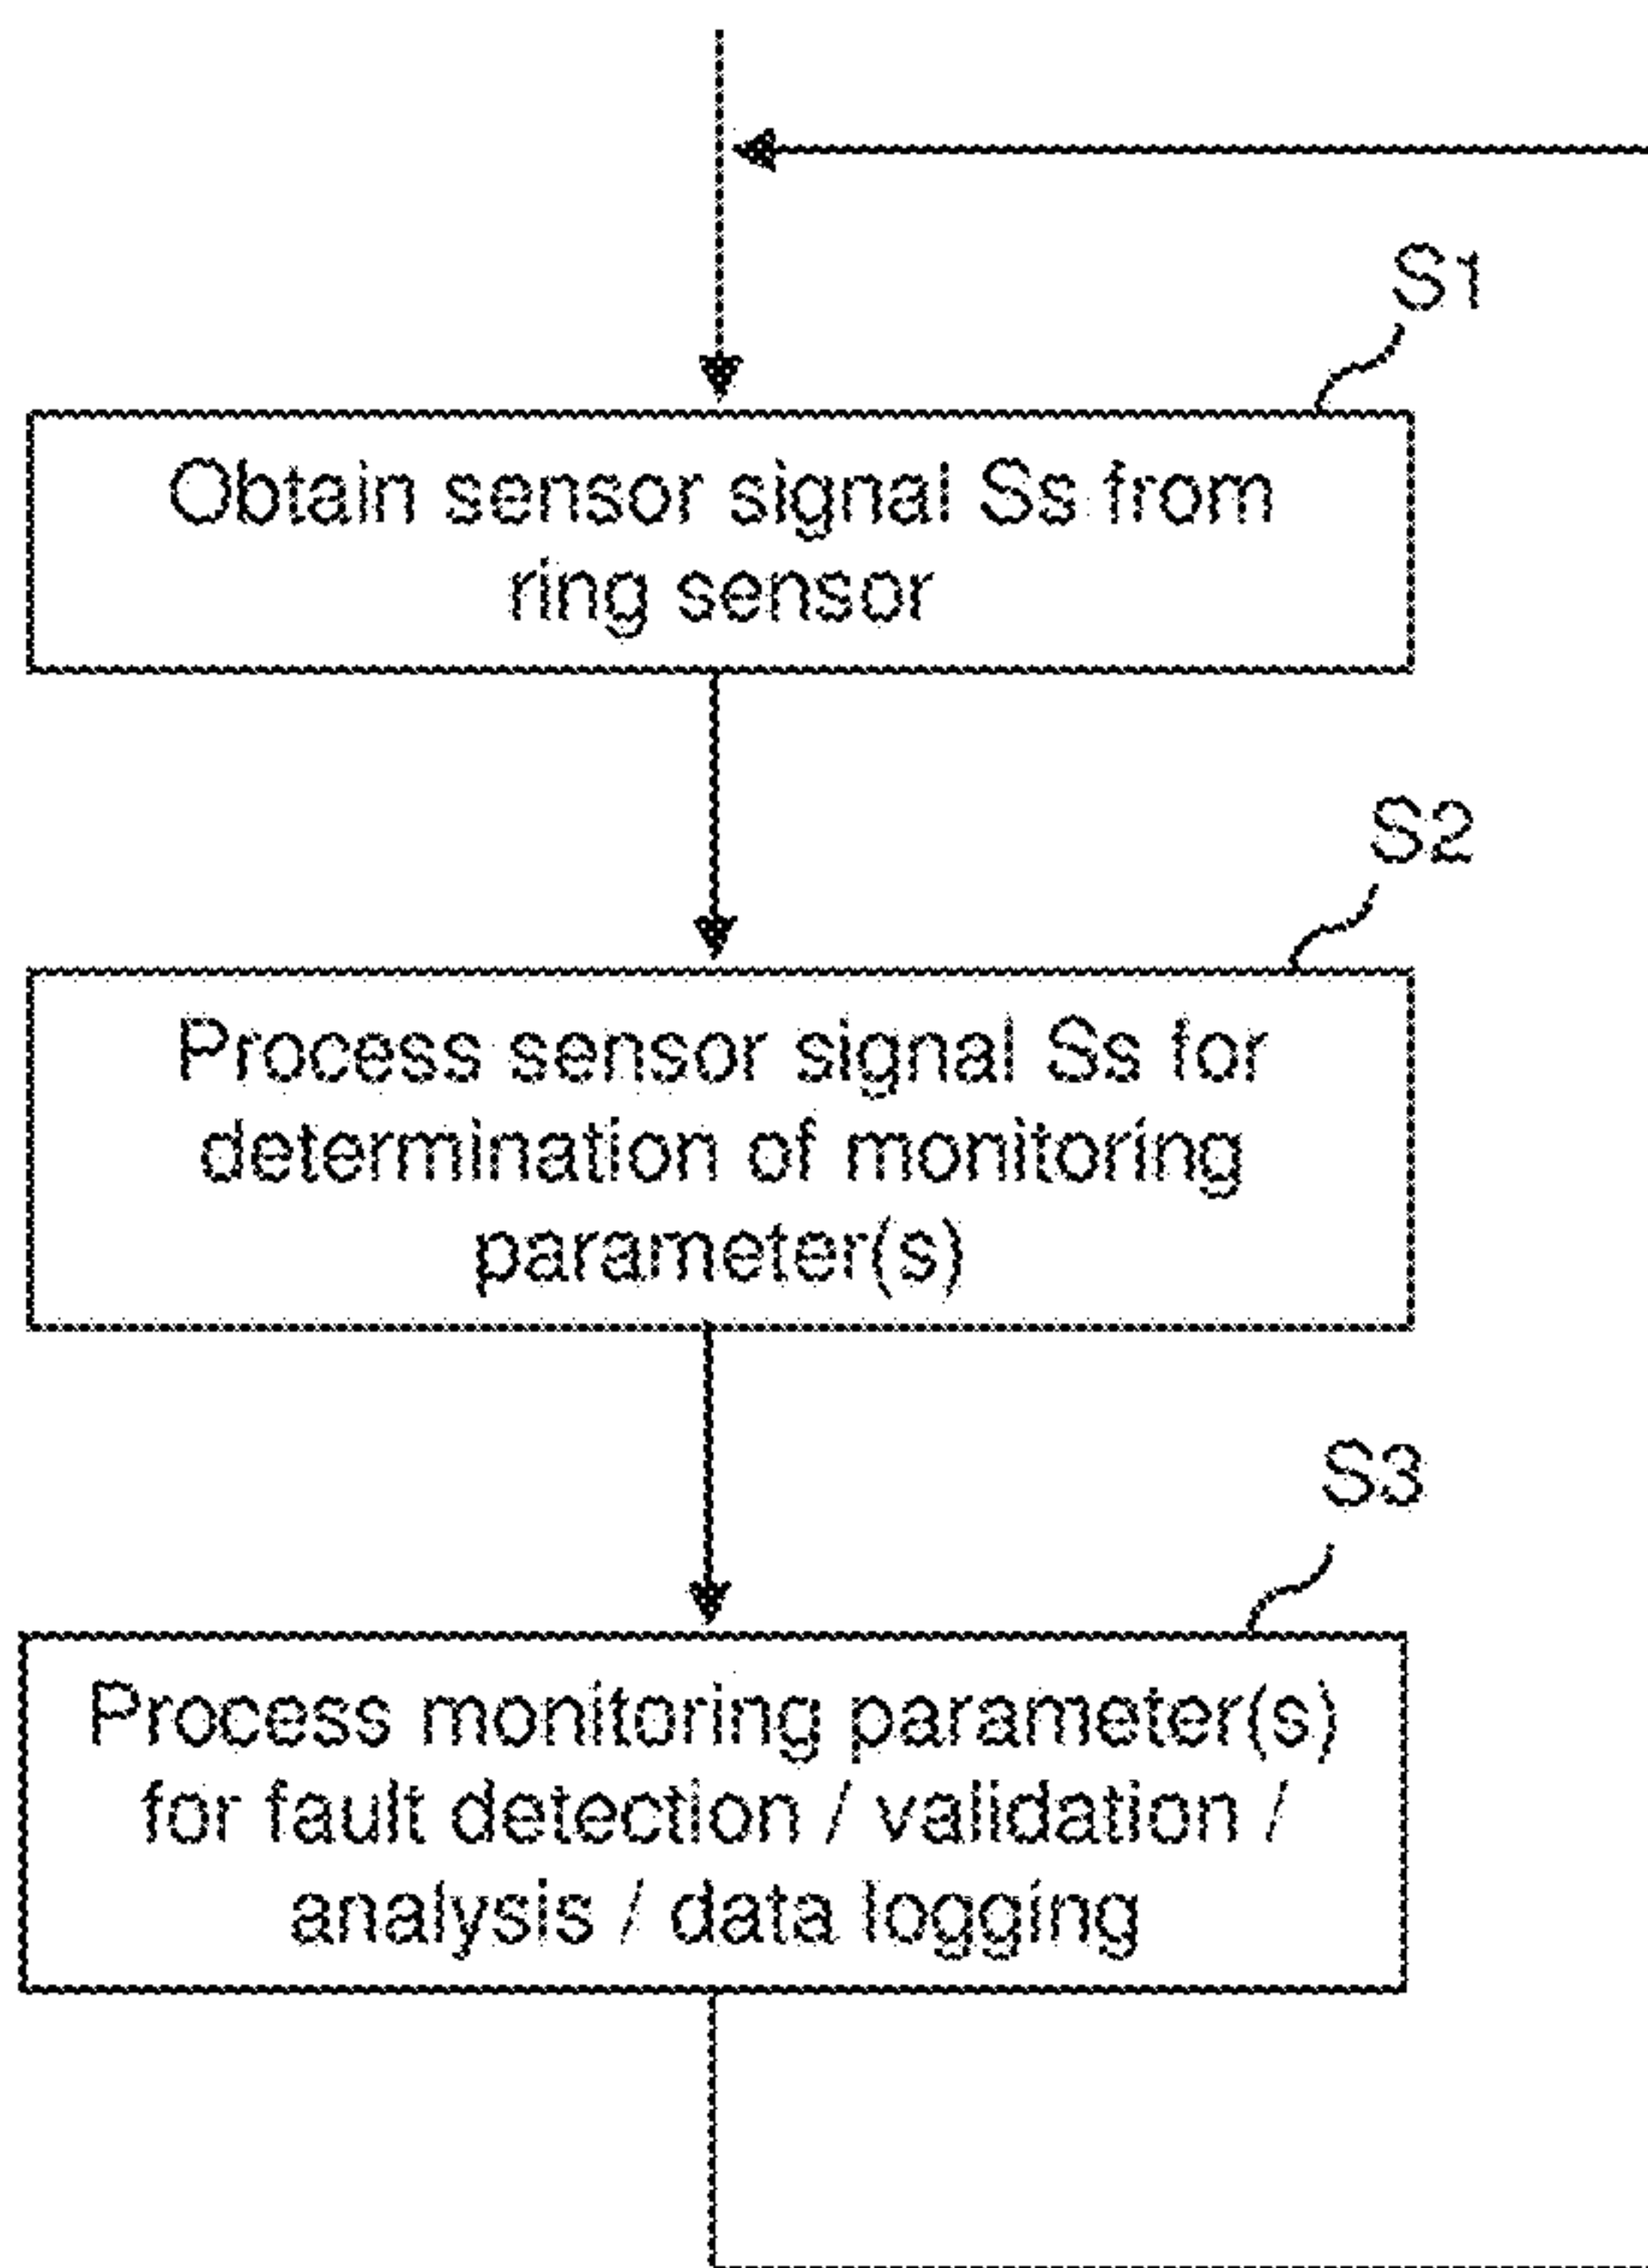 S1
Obtain sensor signal Ss from
ring sensor
S2
Process sensor signal Ss for
determination of monitoring
parameter(s)
S3
Process monitoring parameter(s)
for fault detection / validation /
analysis / data logging